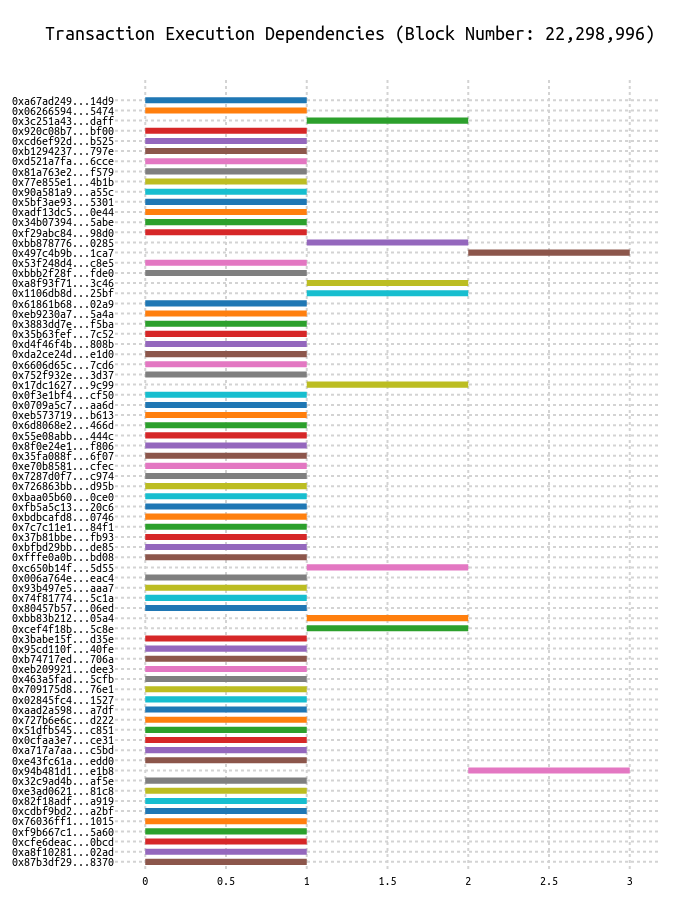 Transaction Execution Dependencies (Block Number: 22,298,996)
0xa67ad249...14d9
0x06266594...5474
0x3c251a43...daff
0x920c08b7...bf00
0xcd6ef92d...b525
0xb1294237...797e
0xd521a7fa...6cce
0x81a763e2...f579
0x77e855e1...4b1b
0x90a581a9...a55c
0x5bf3ae93...5301
0xadf13dc5...0e44
0x34b07394...5abe
0xf29abc84...98d0
0xbb878776...0285
0x497c4b9b...1ca7
0x53f248d4...c8e5
0xbbb2f28f...fde0
0xa8f93f71...3c46
0x1106db8d...25bf
0x61861b68...02a9
0xeb9230a7...5a4a
0x3883dd7e...f5ba
0x35b63fef...7c52
0xd4f46f4b...808b
0xda2ce24d...e1d0
0x6606d65c...7cd6
0x752f932e...3d37
0x17dc1627...9c99
0x0f3e1bf4...cf50
0x0709a5c7...aa6d
0xeb573719...b613
0x6d8068e2...466d
0x55e08abb...444c
0x8f0e24e1...f806
0x35fa088f...6f07
0xe70b8581...cfec
0x7287d0f7...c974
0x726863bb...d95b
0xbaa05b60...0ce0
0xfb5a5c13...20c6
0xbdbcafd8...0746
0x7c7c11e1...84f1
0x37b81bbe...fb93
0xbfbd29bb...de85
0xfffe0a0b...bd08
0xc650b14f...5d55
0x006a764e...eac4
0x93b497e5...aaa7
0x74f81774...5c1a
0x80457b57...06ed
0xbb83b212...05a4
0xcef4f18b...5c8e
0x3babe15f...d35e
0x95cd110f...40fe
0xb74717ed...706a
0xeb209921...dee3
0x463a5fad...5cfb
0x709175d8...76e1
0x02845fc4...1527
0xaad2a598...a7df
0x727b6e6c...d222
0x51dfb545...c851
0x0cfaa3e7...ce31
0xa717a7aa...c5bd
0xe43fc61a...edd0
0x94b481d1...e1b8
0x32c9ad4b...af5e
0xe3ad0621...81c8
0x82f18adf...a919
0xcdbf9bd2...a2bf
0x76036ff1...1015
0xf9b667c1...5a60
0xcfe6deac...0bcd
0xa8f10281...02ad
0x87b3df29...8370
0 0.5 1 1.5 2 2.5 3